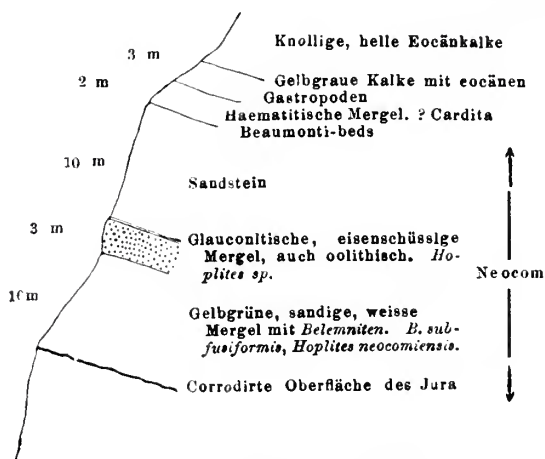 Knollige, helle Eocänkalke
3 m
Gelbgraue Kalke mit eocänen
2 m
Gastropoden
Haematitische Mergel. ? Cardita
Beaumonti-beds
10 m
Sandstein
3 m
Glauconitische, eisenschüssige
Mergel, auch oolithisch. Ho-
plites sp.
Neocom
Gelbgrüne, sandige, weisse
Mergel mit Belemniten. B. sub-
fusiformis, Hoplites neocomiensis.
Corrodirte Oberfläche des Jura